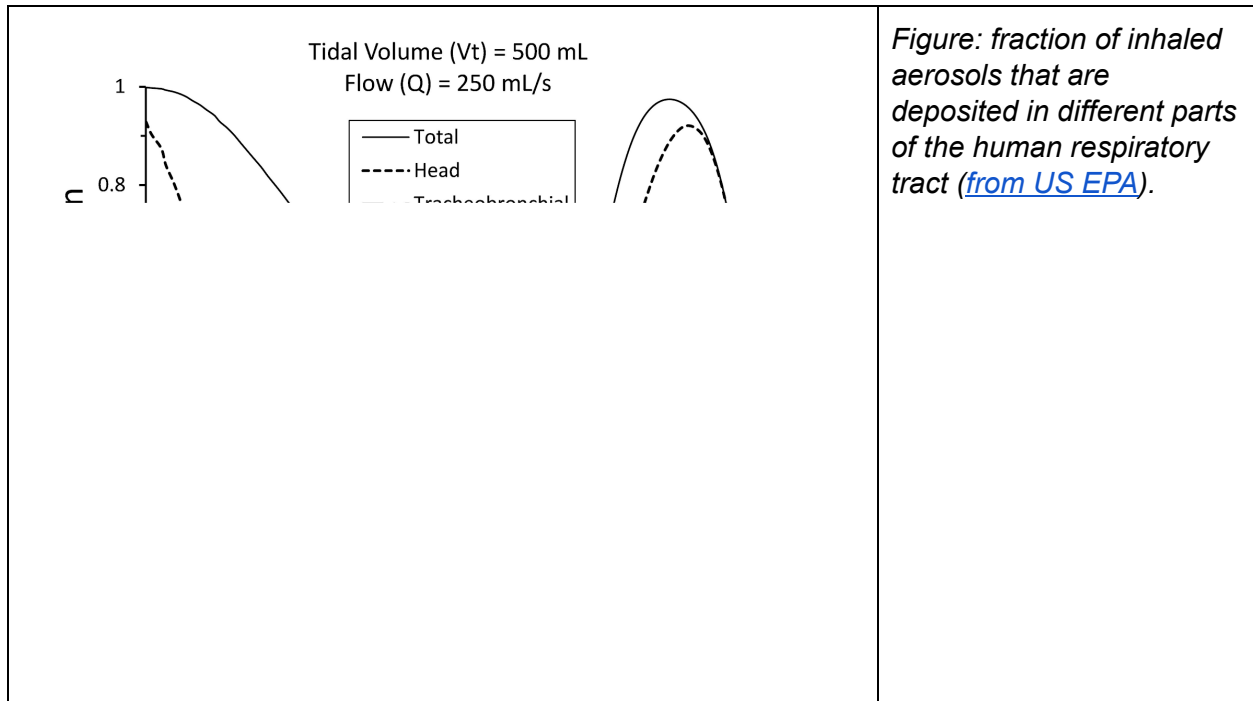 Tidal Volume (Vt) = 500 mL
Flow (Q) = 250 mL/s
1
Total
Head
0.8
Tracheobronchial
Figure: fraction of inhaled
aerosols that are
deposited in different parts
of the human respiratory
tract (from US EPA).